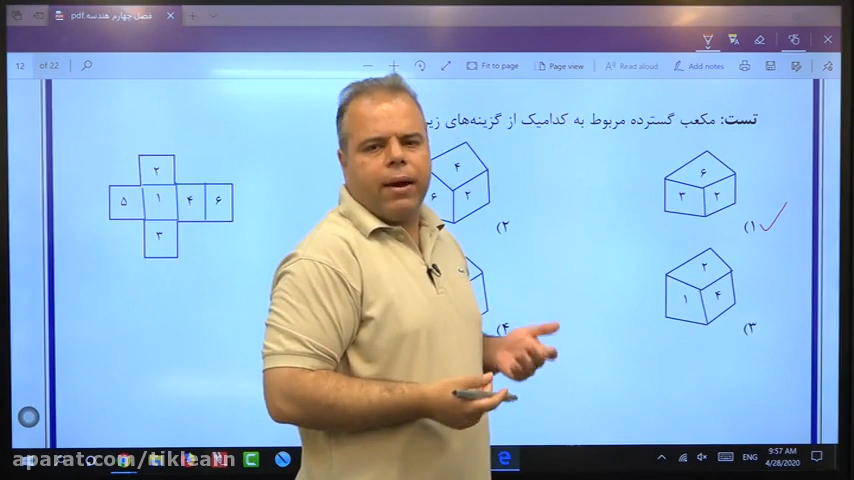 فصل چهارم هندسه.pdf
12 of 22
Fit to page
Page view
Read aloud
Add notes
تست: مکعب گسترده مربوط به کدامیک از گزینه‌های
۲
۵ ۱ ۴ ۶
۳
۶
۳ ۲
۱)
۴
۶ ۲
۲)
۲
۱ ۴
۳)
۴)
aparat.com/tiklearn
ENG
9:57 AM
4/28/2020